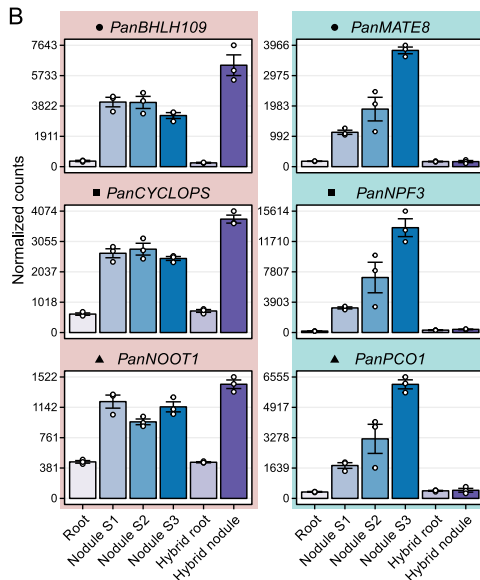 B
● PanBHLH109
7643
5733
3822
1911
0
■ PanCYCLOPS
4074
3055
2037
1018
0
▲ PanNOOT1
1522
1142
761
381
0
Normalized counts
Root
Nodule S1
Nodule S2
Nodule S3
Hybrid root
Hybrid nodule
● PanMATE8
3966
2975
1983
992
0
■ PanNPF3
15614
11710
7807
3903
0
▲ PanPCO1
6555
4917
3278
1639
0
Root
Nodule S1
Nodule S2
Nodule S3
Hybrid root
Hybrid nodule